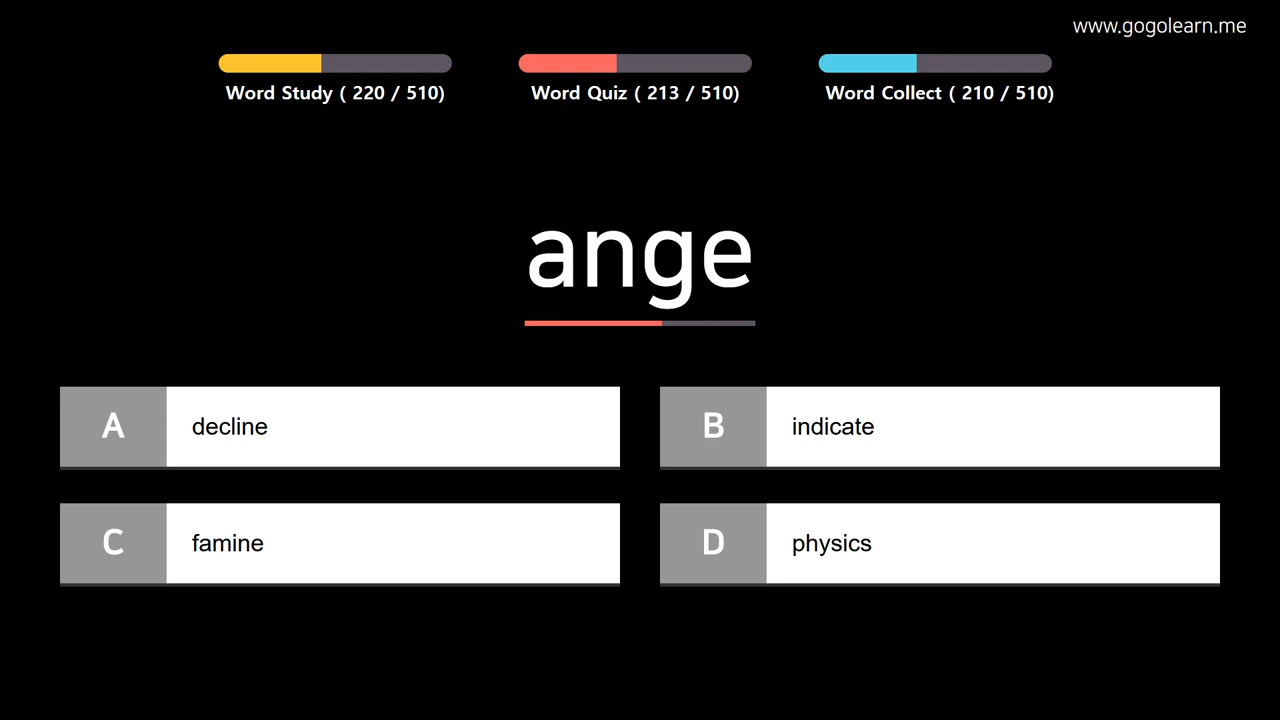 www.gogolearn.me
Word Study ( 220 / 510)
Word Quiz ( 213 / 510)
Word Collect ( 210 / 510)
ange
A decline
B indicate
C famine
D physics